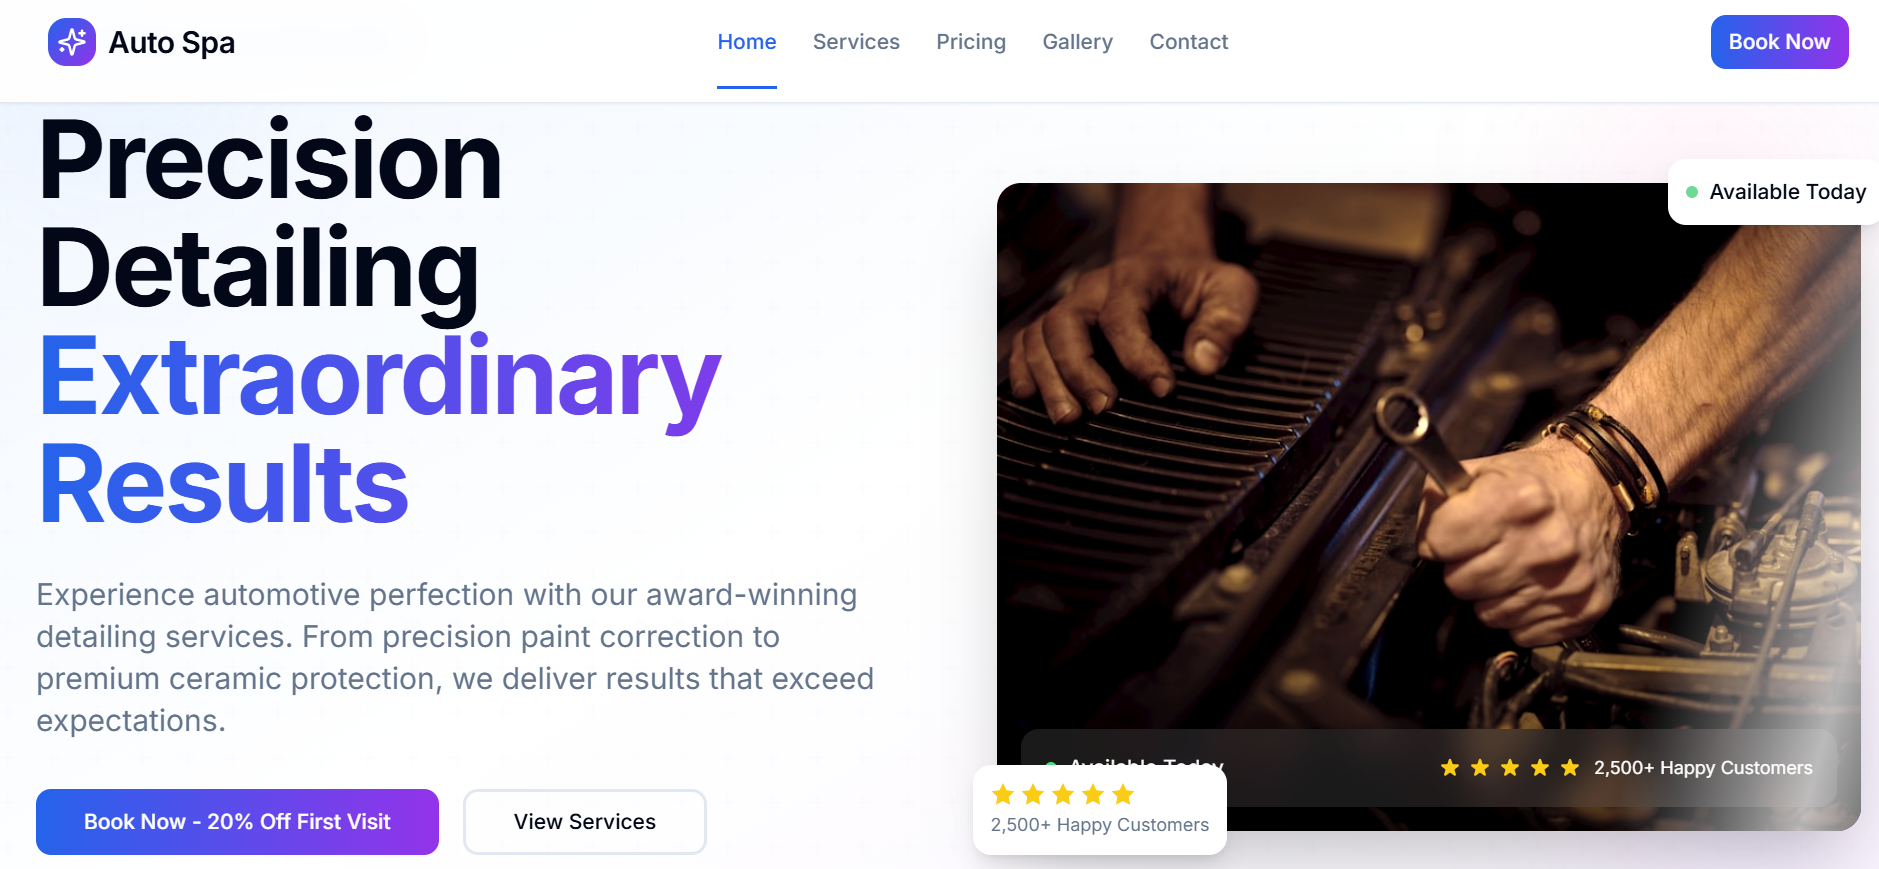 Auto Spa
Home
Services
Pricing
Gallery
Contact
Book Now
Precision
Detailing
Extraordinary
Results
Experience automotive perfection with our award-winning
detailing services. From precision paint correction to
premium ceramic protection, we deliver results that exceed
expectations.
Book Now - 20% Off First Visit
View Services
Available Today
Available Today
2,500+ Happy Customers
2,500+ Happy Customers